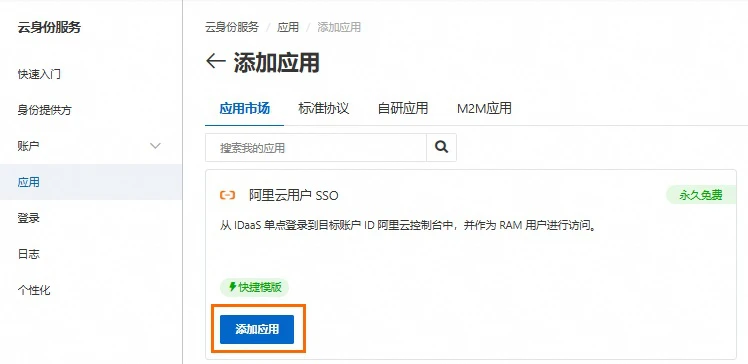 云身份服务
快速入门
身份提供方
账户
应用
登录
日志
个性化
云身份服务 / 应用 / 添加应用
← 添加应用
应用市场 标准协议 自研应用 M2M应用
搜索我的应用
阿里云用户 SSO 永久免费
从 IDaaS 单点登录到目标账户 ID 阿里云控制台中，并作为 RAM 用户进行访问。
快捷模版
添加应用